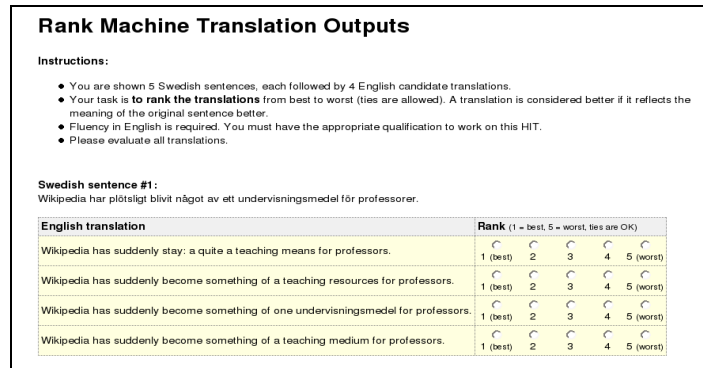 Rank Machine Translation Outputs
Instructions:
You are shown 5 Swedish sentences, each followed by 4 English candidate translations.
Your task is to rank the translations from best to worst (ties are allowed). A translation is considered better if it reflects the
meaning of the original sentence better.
Fluency in English is required. You must have the appropriate qualification to work on this HIT.
Please evaluate all translations.
Swedish sentence #1:
Wikipedia har plötsligt blivit något av ett undervisningsmedel för professorer.
English translation Rank (1 = best, 5 = worst, ties are OK)
Wikipedia has suddenly stay: a quite a teaching means for professors.
1 (best) 2 3 4 5 (worst)
Wikipedia has suddenly become something of a teaching resources for professors.
1 (best) 2 3 4 5 (worst)
Wikipedia has suddenly become something of one undervisningsmedel for professors.
1 (best) 2 3 4 5 (worst)
Wikipedia has suddenly become something of a teaching medium for professors.
1 (best) 2 3 4 5 (worst)